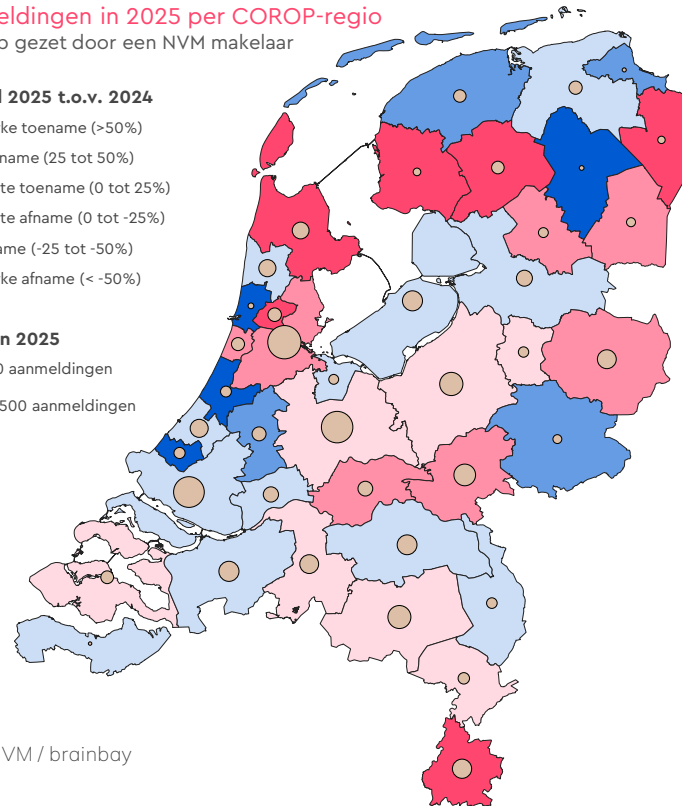 eldingen in 2025 per COROP-regio
o gezet door een NVM makelaar
l 2025 t.o.v. 2024
rke toename (>50%)
name (25 tot 50%)
te toename (0 tot 25%)
te afname (0 tot -25%)
ame (-25 tot -50%)
rke afname (< -50%)
n 2025
0 aanmeldingen
500 aanmeldingen
VM / brainbay